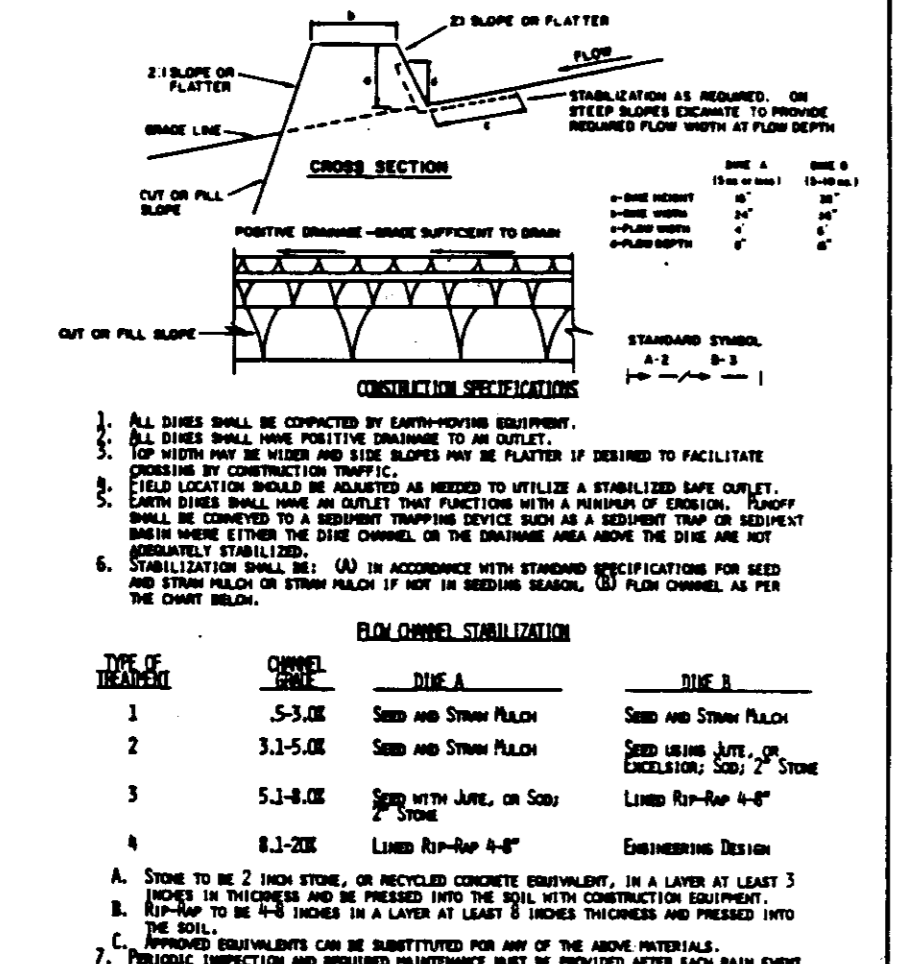 b
2:1 SLOPE OR FLATTER
FLOW
2:1 SLOPE OR
FLATTER
STABILIZATION AS REQUIRED. ON
STEEP SLOPES EXCAVATE TO PROVIDE
REQUIRED FLOW WIDTH AT FLOW DEPTH
GRADE LINE
c
CROSS SECTION
CUT OR FILL
SLOPE
DIKE A
DIKE B
(5 ac. or less)
(5-10 ac.)
a-DIKE HEIGHT
b-DIKE WIDTH 24" 36"
c-FLOW WIDTH 4' 6'
d-FLOW DEPTH 8"
POSITIVE DRAINAGE - GRADE SUFFICIENT TO DRAIN
CUT OR FILL SLOPE
STANDARD SYMBOL
A-2 B-3
CONSTRUCTION SPECIFICATIONS
1. ALL DIKES SHALL BE COMPACTED BY EARTH-MOVING EQUIPMENT.
2. ALL DIKES SHALL HAVE POSITIVE DRAINAGE TO AN OUTLET.
3. TOP WIDTH MAY BE WIDER AND SIDE SLOPES MAY BE FLATTER IF DESIRED TO FACILITATE
CROSSING BY CONSTRUCTION TRAFFIC.
4. FIELD LOCATION SHOULD BE ADJUSTED AS NEEDED TO UTILIZE A STABILIZED SAFE OUTLET.
5. EARTH DIKES SHALL HAVE AN OUTLET THAT FUNCTIONS WITH A MINIMUM OF EROSION. RUNOFF
SHALL BE CONVEYED TO A SEDIMENT TRAPPING DEVICE SUCH AS A SEDIMENT TRAP OR SEDIMENT
BASIN WHERE EITHER THE DIKE CHANNEL OR THE DRAINAGE AREA ABOVE THE DIKE ARE NOT
ADEQUATELY STABILIZED.
6. STABILIZATION SHALL BE: (A) IN ACCORDANCE WITH STANDARD SPECIFICATIONS FOR SEED
AND STRAW MULCH OR STRAW MULCH IF NOT IN SEEDING SEASON, (B) FLOW CHANNEL AS PER
THE CHART BELOW.
FLOW CHANNEL STABILIZATION
TYPE OF
TREATMENT
CHANNEL
GRADE
DIKE A
DIKE B
1 .5-3.0% SEED AND STRAW MULCH SEED AND STRAW MULCH
2 3.1-5.0% SEED AND STRAW MULCH SEED USING JUTE, OR
EXCELSIOR; SOD; 2" STONE
3 5.1-8.0% SEED WITH JUTE, OR SOD; LINED RIP-RAP 4-8"
2" STONE
4 8.1-20% LINED RIP-RAP 4-8" ENGINEERING DESIGN
A. STONE TO BE 2 INCH STONE, OR RECYCLED CONCRETE EQUIVALENT, IN A LAYER AT LEAST 3
INCHES IN THICKNESS AND BE PRESSED INTO THE SOIL WITH CONSTRUCTION EQUIPMENT.
B. RIP-RAP TO BE 4-8 INCHES IN A LAYER AT LEAST 8 INCHES THICKNESS AND PRESSED INTO
THE SOIL.
C. APPROVED EQUIVALENTS CAN BE SUBSTITUTED FOR ANY OF THE ABOVE MATERIALS.
7. PERIODIC INSPECTION AND REQUIRED MAINTENANCE MUST BE PROVIDED AFTER EACH RAIN EVENT.